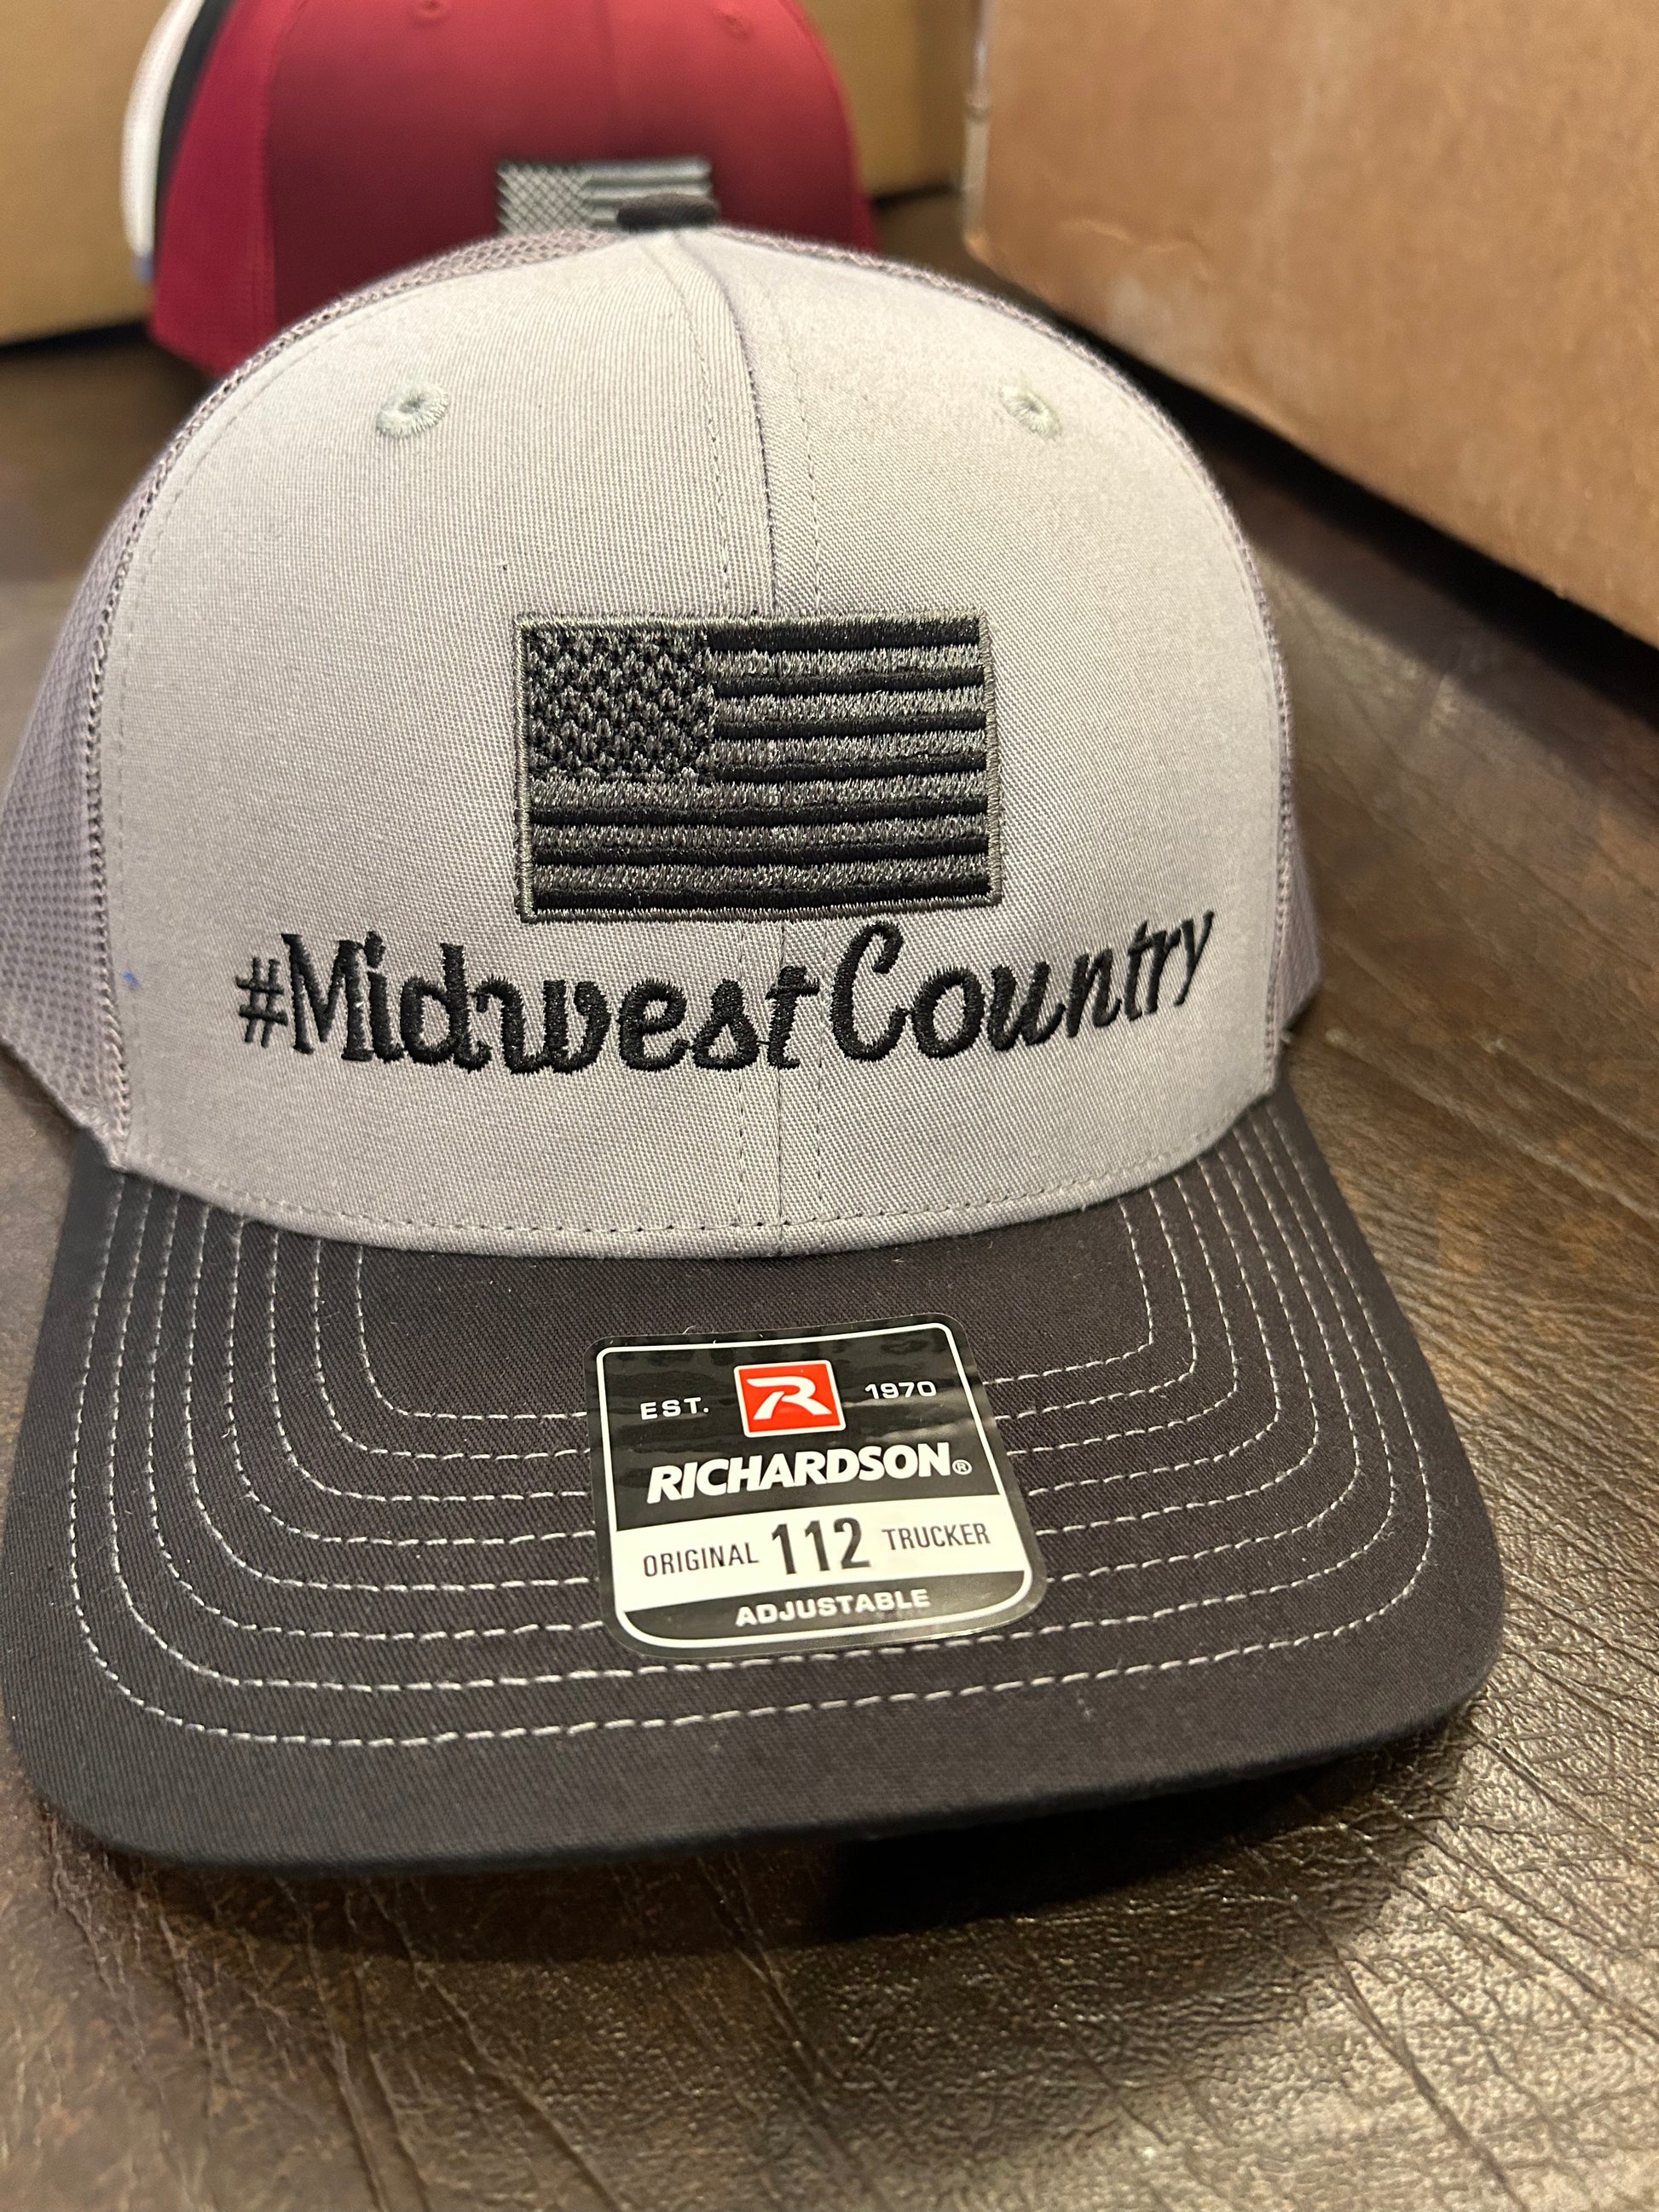 #MidwestCountry
EST. R 1970
RICHARDSON®
ORIGINAL 112 TRUCKER
ADJUSTABLE